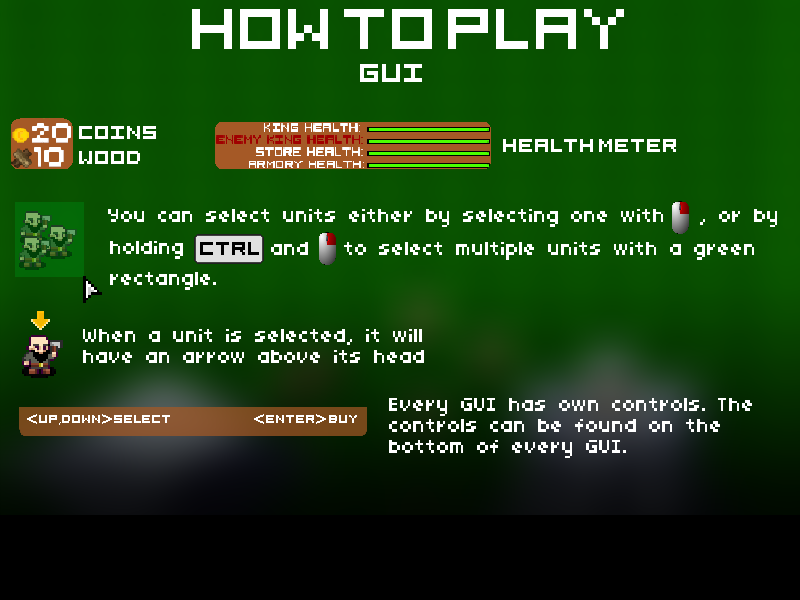 HOW TO PLAY
GUI
20 COINS
10 WOOD
KING HEALTH:
ENEMY KING HEALTH:
STORE HEALTH:
ARMORY HEALTH:
HEALTH METER
You can select units either by selecting one with , or by
holding CTRL and to select multiple units with a green
rectangle.
When a unit is selected, it will
have an arrow above its head
<UP,DOWN>SELECT <ENTER>BUY
Every GUI has own controls. The
controls can be found on the
bottom of every GUI.